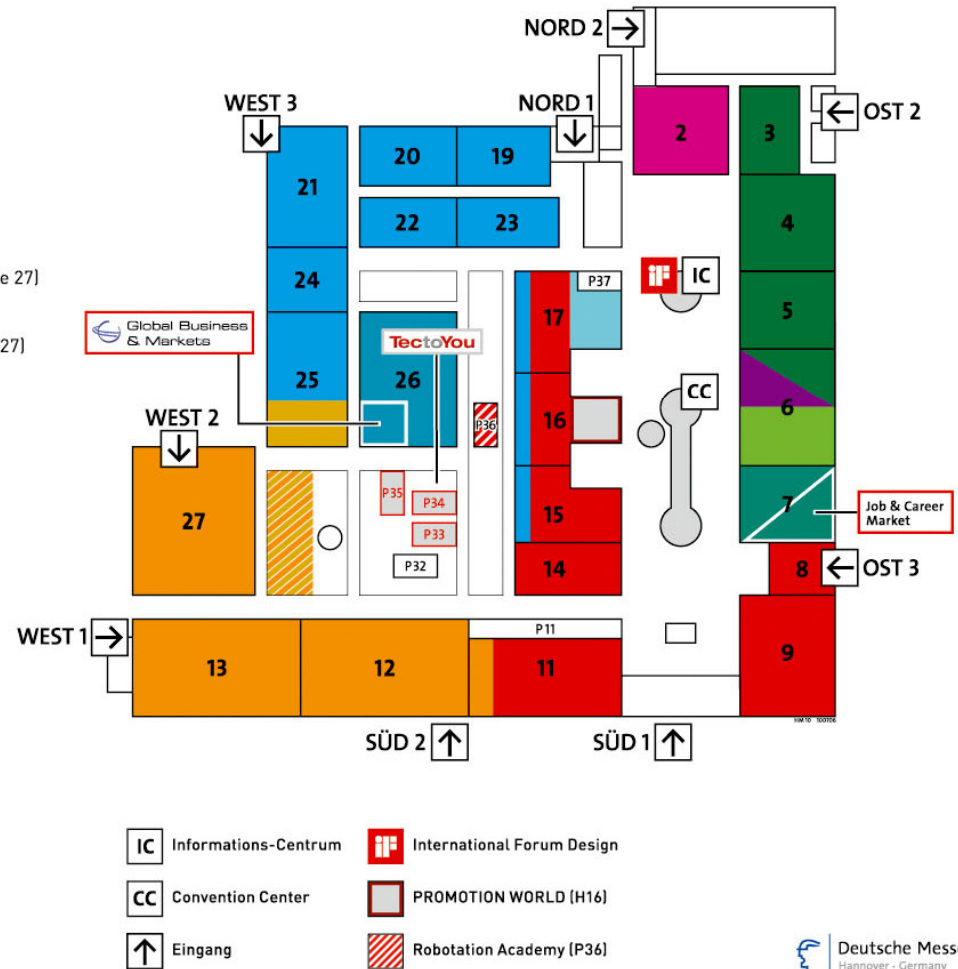 NORD 2
WEST 3
NORD 1
OST 2
2
3
20
19
21
4
22
23
e 27)
24
iF
IC
P37
5
17
Global Business
& Markets
27)
TectoYou
25
26
CC
WEST 2
P36
16
6
P35
P34
7
Job & Career
Market
27
P33
15
P32
14
8
OST 3
WEST 1
P11
13
12
11
9
HM10 100706
SÜD 2
SÜD 1
IC Informations-Centrum
iF International Forum Design
CC Convention Center
PROMOTION WORLD (H16)
Eingang
Robotation Academy (P36)
Deutsche Messe
Hannover - Germany